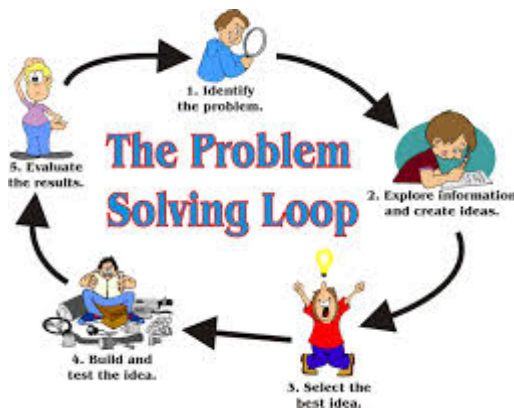 1. Identify
the problem.
The Problem
Solving Loop
2. Explore information
and create ideas.
3. Select the
best idea.
4. Build and
test the idea.
5. Evaluate
the results.